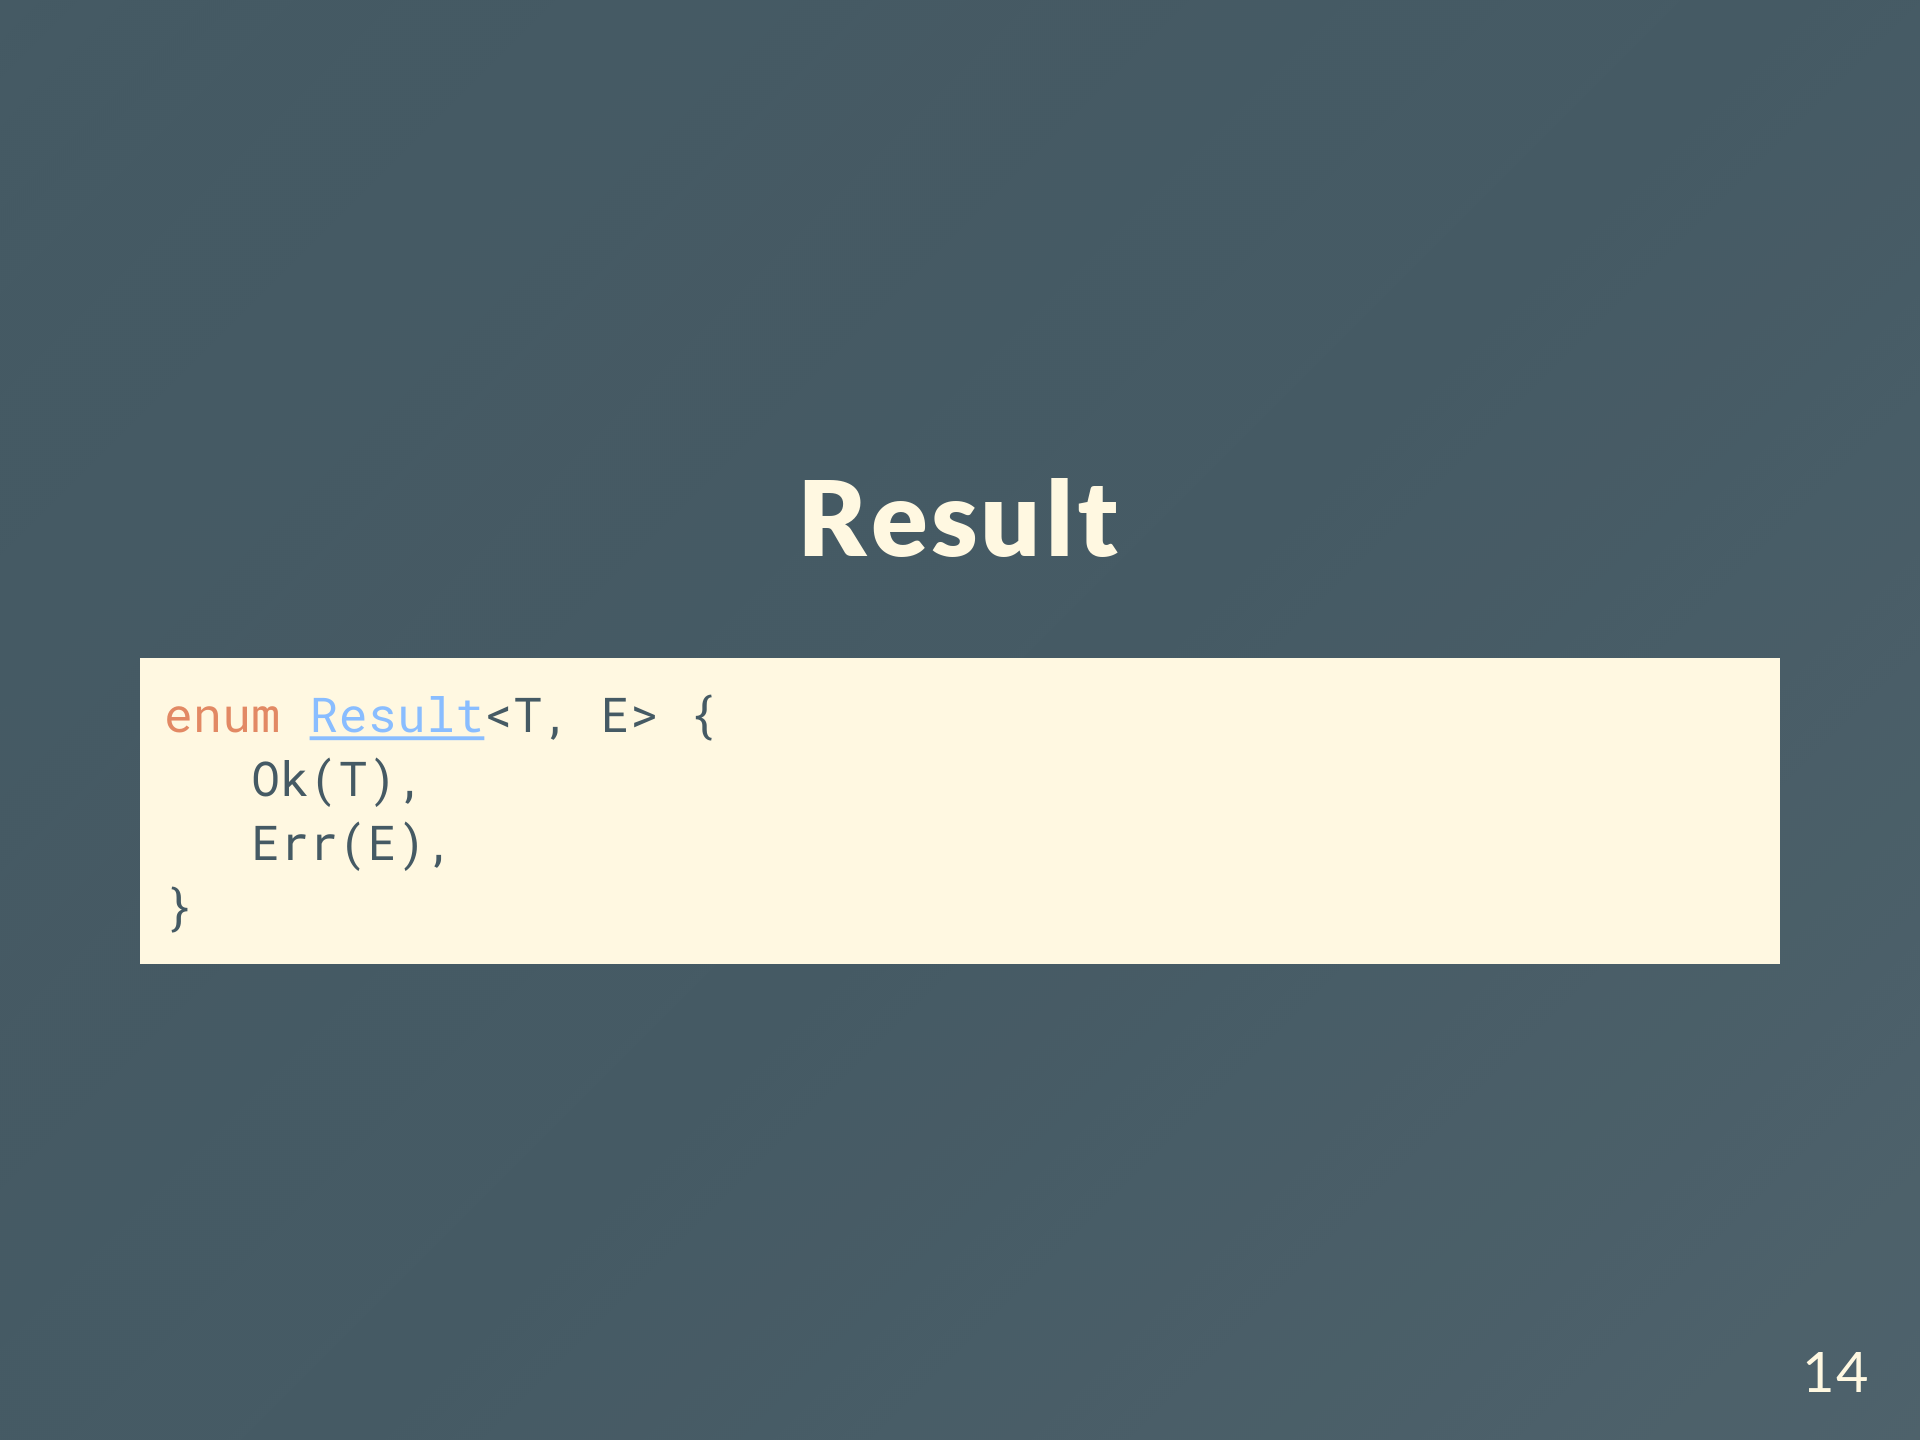 Result
enum Result<T, E> {
   Ok(T),
   Err(E),
}
14